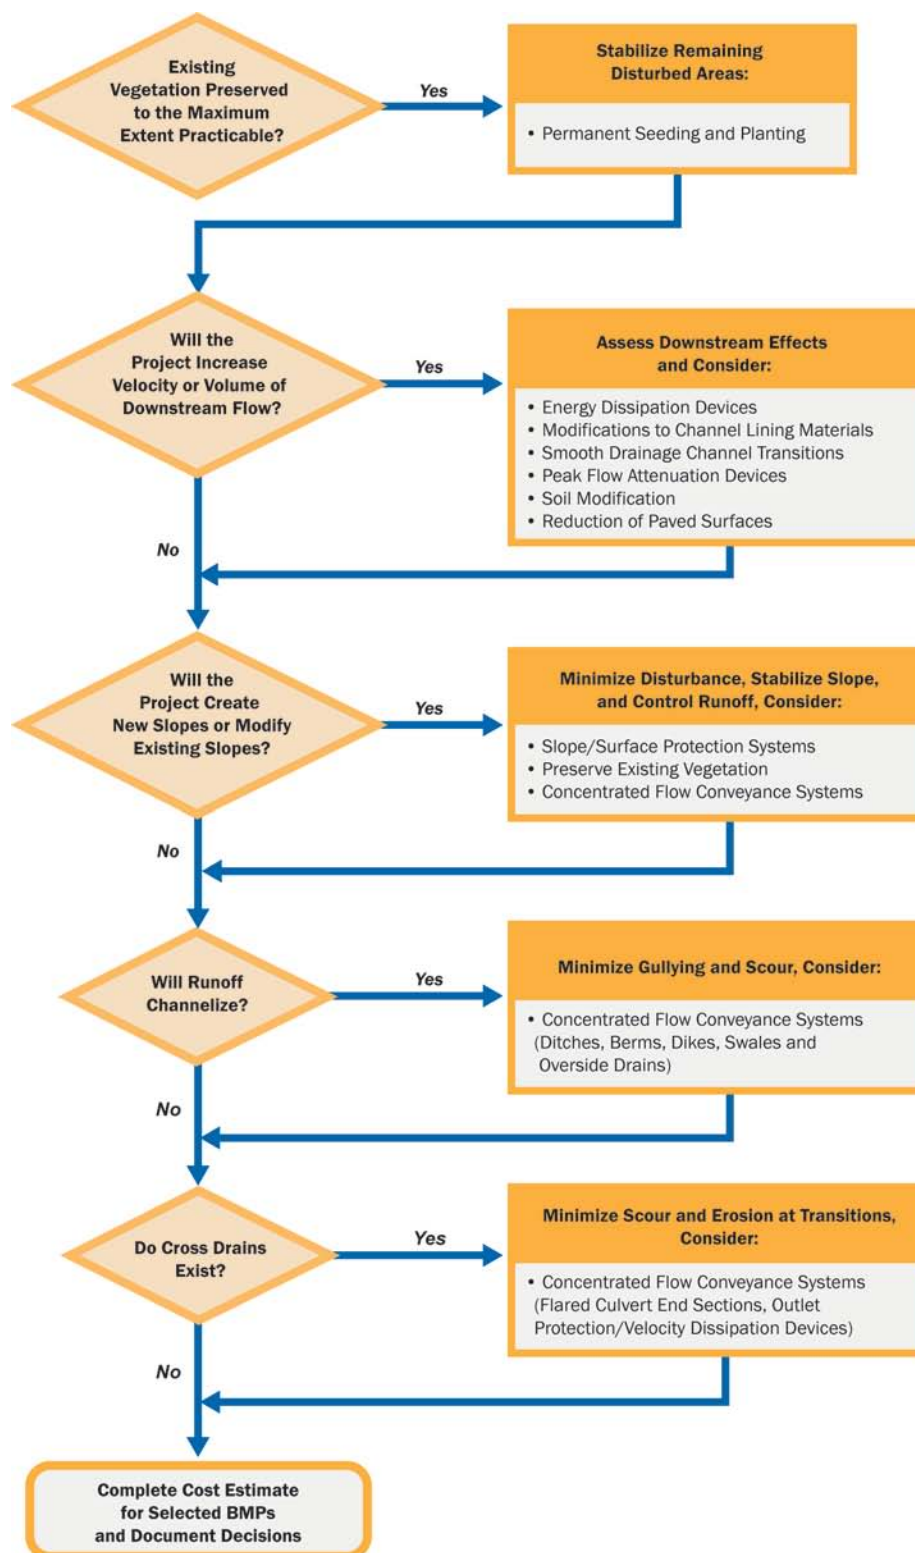 Existing
Vegetation Preserved
to the Maximum
Extent Practicable?
Yes
Stabilize Remaining
Disturbed Areas:
• Permanent Seeding and Planting
Will the
Project Increase
Velocity or Volume of
Downstream Flow?
Yes
Assess Downstream Effects
and Consider:
• Energy Dissipation Devices
• Modifications to Channel Lining Materials
• Smooth Drainage Channel Transitions
• Peak Flow Attenuation Devices
• Soil Modification
• Reduction of Paved Surfaces
No
Will the
Project Create
New Slopes or Modify
Existing Slopes?
Yes
Minimize Disturbance, Stabilize Slope,
and Control Runoff, Consider:
• Slope/Surface Protection Systems
• Preserve Existing Vegetation
• Concentrated Flow Conveyance Systems
No
Will Runoff
Channelize?
Yes
Minimize Gullying and Scour, Consider:
• Concentrated Flow Conveyance Systems
(Ditches, Berms, Dikes, Swales and
Overside Drains)
No
Do Cross Drains
Exist?
Yes
Minimize Scour and Erosion at Transitions,
Consider:
• Concentrated Flow Conveyance Systems
(Flared Culvert End Sections, Outlet
Protection/Velocity Dissipation Devices)
No
Complete Cost Estimate
for Selected BMPs
and Document Decisions